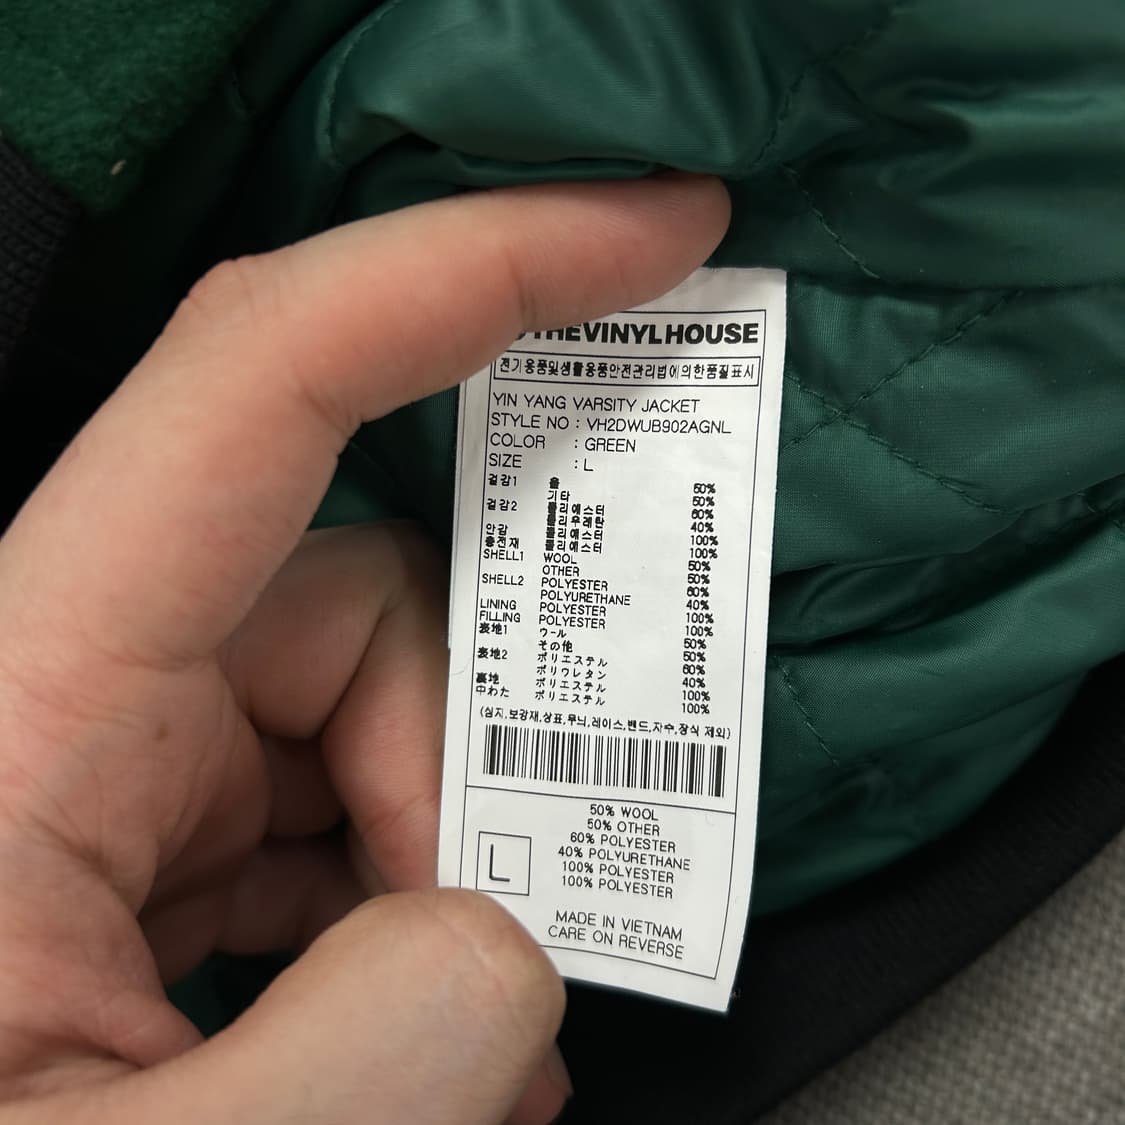 THEVINYLHOUSE
전기용품및생활용품안전관리법에의한품질표시
YIN YANG VARSITY JACKET
STYLE NO : VH2DWUB902AGNL
COLOR : GREEN
SIZE : L
겉감1 울 50%
기타 50%
겉감2 폴리에스터 60%
폴리우레탄 40%
안감 폴리에스터 100%
충전재 폴리에스터 100%
SHELL1 WOOL 50%
OTHER 50%
SHELL2 POLYESTER 60%
POLYURETHANE 40%
LINING POLYESTER 100%
FILLING POLYESTER 100%
表地1 ウール 50%
その他 50%
表地2 ポリエステル 60%
ポリウレタン 40%
裏地 ポリエステル 100%
中わた ポリエステル 100%
(심지,보강재,상표,무늬,레이스,밴드,자수,장식 제외)
50% WOOL
50% OTHER
60% POLYESTER
40% POLYURETHANE
100% POLYESTER
100% POLYESTER
L
MADE IN VIETNAM
CARE ON REVERSE